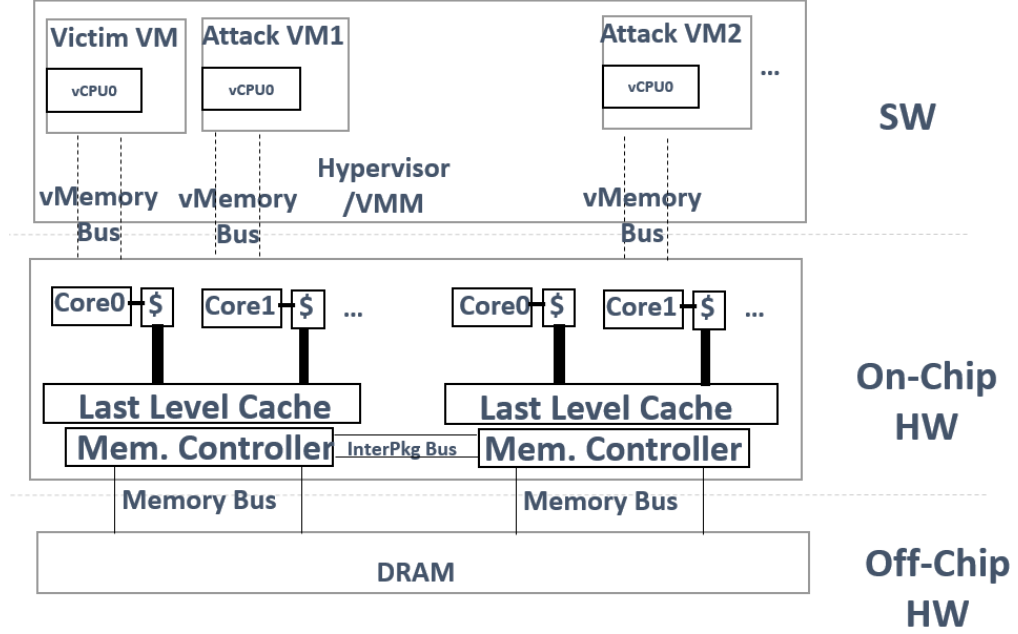 Victim VM
Attack VM1
Attack VM2
vCPU0
vCPU0
vCPU0
...
SW
Hypervisor
/VMM
vMemory
Bus
vMemory
Bus
vMemory
Bus
Core0
$
Core1
$
...
Core0
$
Core1
$
...
On-Chip
HW
Last Level Cache
Last Level Cache
Mem. Controller
InterPkg Bus
Mem. Controller
Memory Bus
Memory Bus
DRAM
Off-Chip
HW